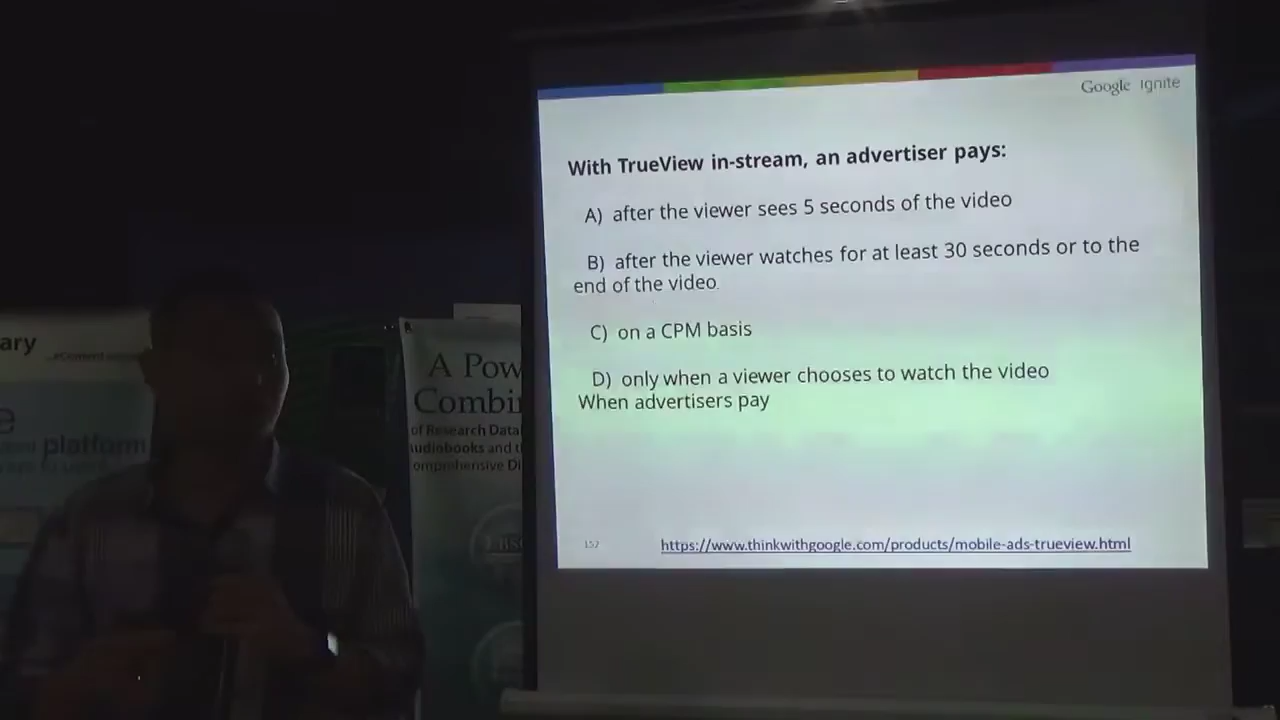 Google Ignite
With TrueView in-stream, an advertiser pays:
A) after the viewer sees 5 seconds of the video
B) after the viewer watches for at least 30 seconds or to the
end of the video.
C) on a CPM basis
D) only when a viewer chooses to watch the video
When advertisers pay
157
https://www.thinkwithgoogle.com/products/mobile-ads-trueview.html
ary
e
platform
A Pow
Combi
of Research Data
udiobooks and t
omprehensive Di